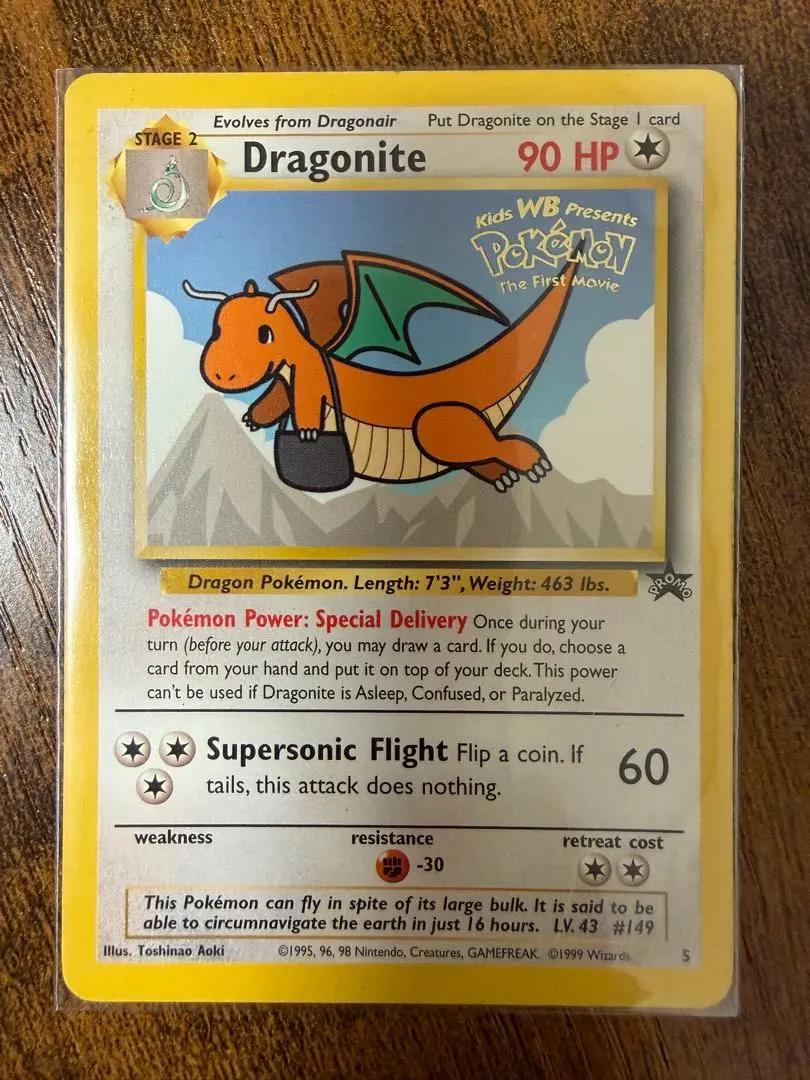 Evolves from Dragonair Put Dragonite on the Stage 1 card
STAGE 2
Dragonite 90 HP
Kids WB Presents
POKéMON
The First Movie
Dragon Pokémon. Length: 7'3", Weight: 463 lbs.
PROMO
Pokémon Power: Special Delivery Once during your
turn (before your attack), you may draw a card. If you do, choose a
card from your hand and put it on top of your deck. This power
can't be used if Dragonite is Asleep, Confused, or Paralyzed.
Supersonic Flight Flip a coin. If
tails, this attack does nothing.
60
weakness resistance retreat cost
-30
This Pokémon can fly in spite of its large bulk. It is said to be
able to circumnavigate the earth in just 16 hours. LV. 43 #149
Illus. Toshinao Aoki ©1995, 96, 98 Nintendo, Creatures, GAMEFREAK. ©1999 Wizards. 5